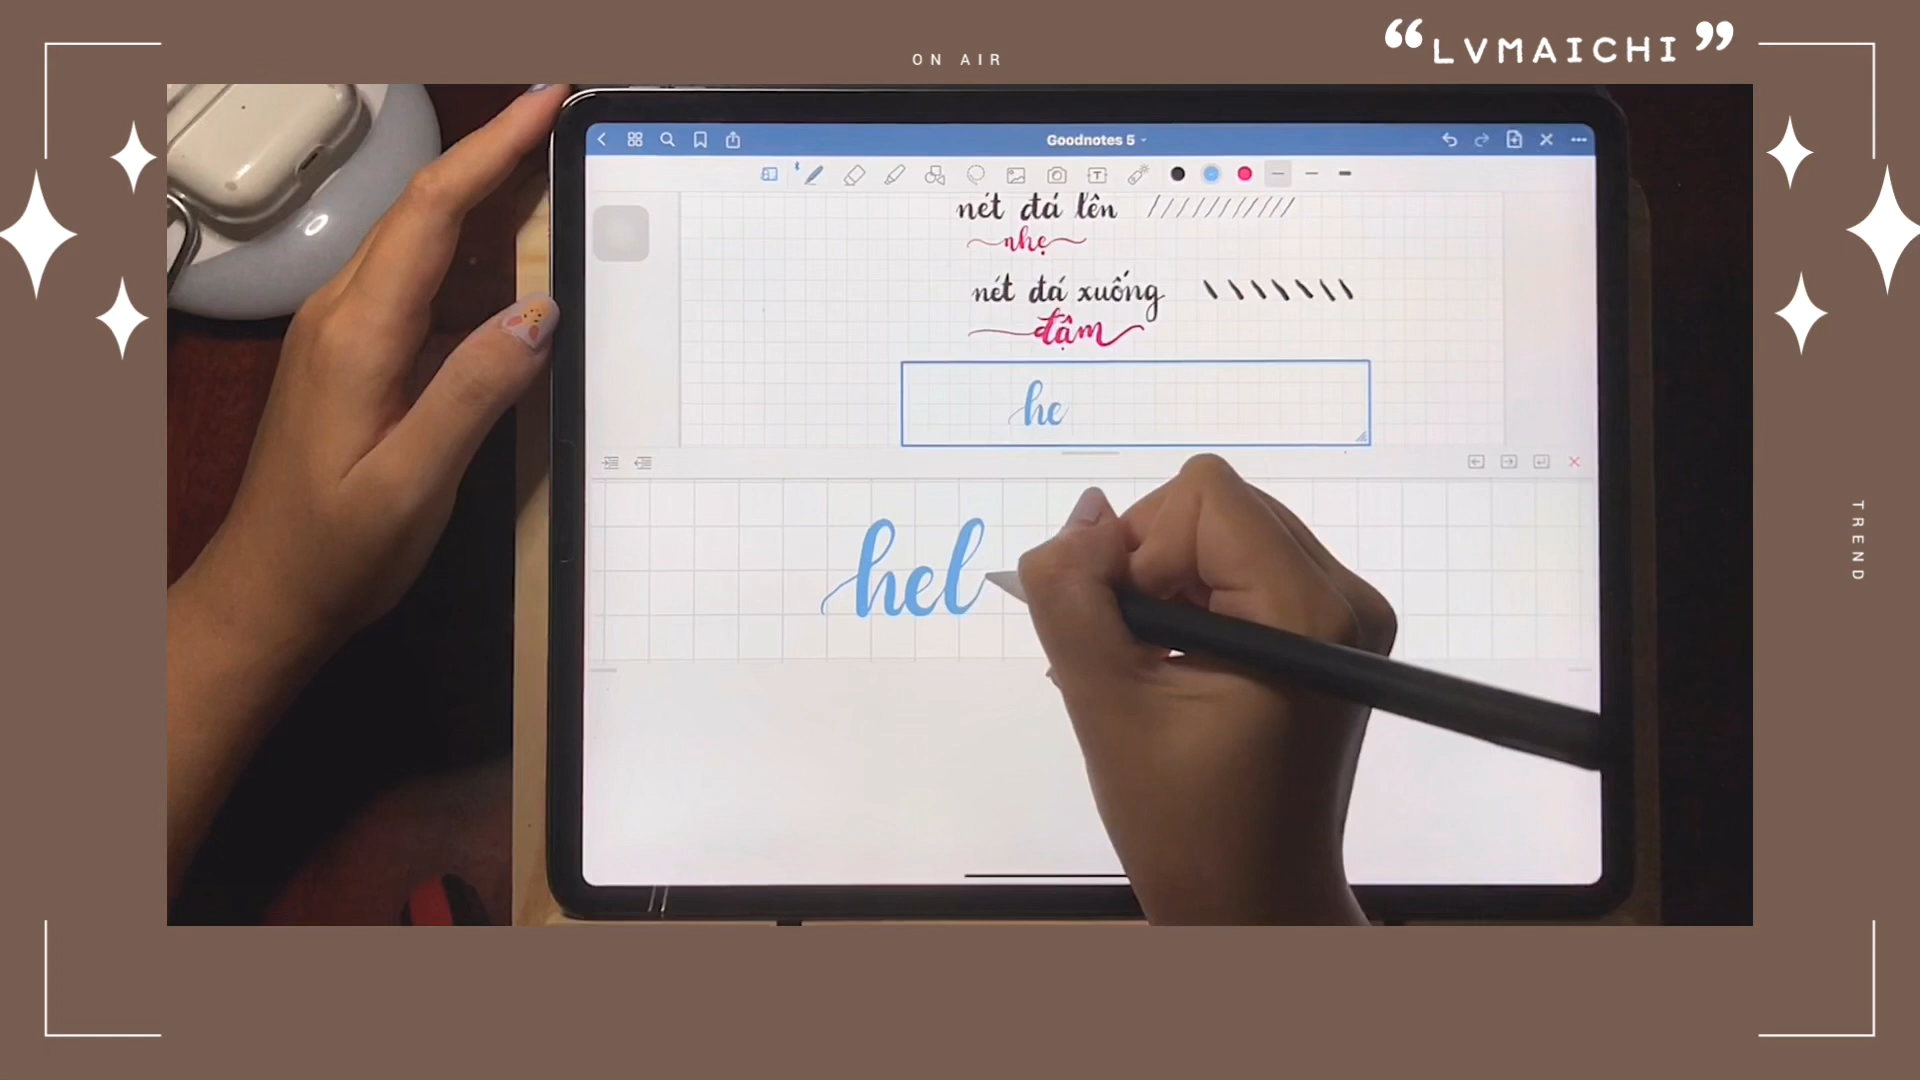 ON AIR
“LVMAICHI”
Goodnotes 5
nét đá lên
nhẹ
nét đá xuống
đậm
he
hel
TREND